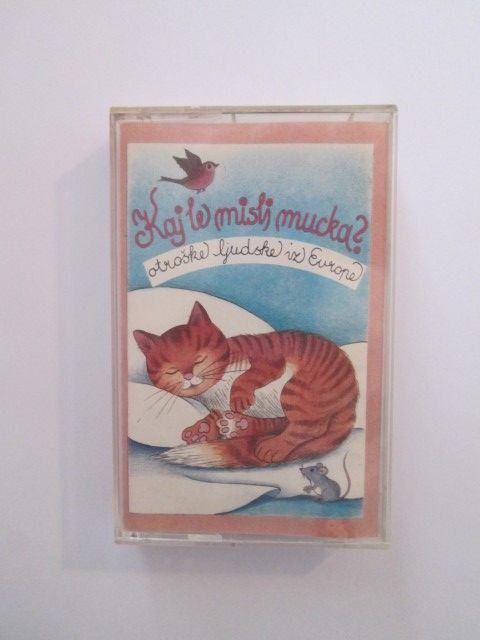 Kaj le misli mucka?
otroške ljudske iz Evrope